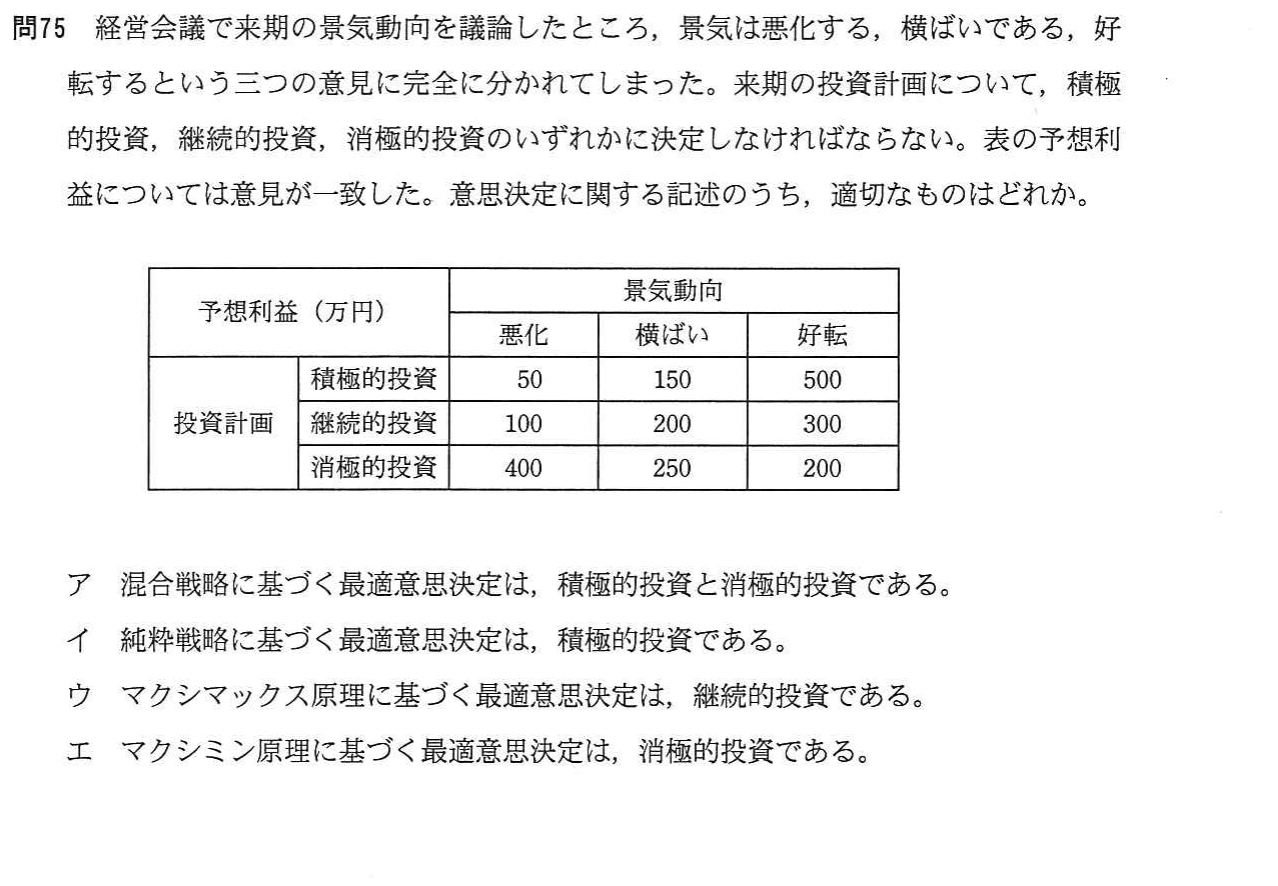 問75 経営会議で来期の景気動向を議論したところ，景気は悪化する，横ばいである，好
転するという三つの意見に完全に分かれてしまった。来期の投資計画について，積極
的投資，継続的投資，消極的投資のいずれかに決定しなければならない。表の予想利
益については意見が一致した。意思決定に関する記述のうち，適切なものはどれか。
予想利益（万円） 景気動向
悪化 横ばい 好転
投資計画 積極的投資 50 150 500
継続的投資 100 200 300
消極的投資 400 250 200
ア 混合戦略に基づく最適意思決定は，積極的投資と消極的投資である。
イ 純粋戦略に基づく最適意思決定は，積極的投資である。
ウ マクシマックス原理に基づく最適意思決定は，継続的投資である。
エ マクシミン原理に基づく最適意思決定は，消極的投資である。